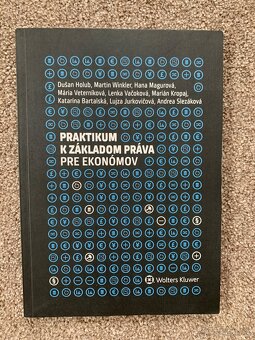 Dušan Holub, Martin Winkler, Hana Magurová,
Mária Veterníková, Lenka Vačoková, Marián Kropaj,
Katarína Bartalská, Lujza Jurkovičová, Andrea Slezáková
PRAKTIKUM
K ZÁKLADOM PRÁVA
PRE EKONÓMOV
Wolters Kluwer